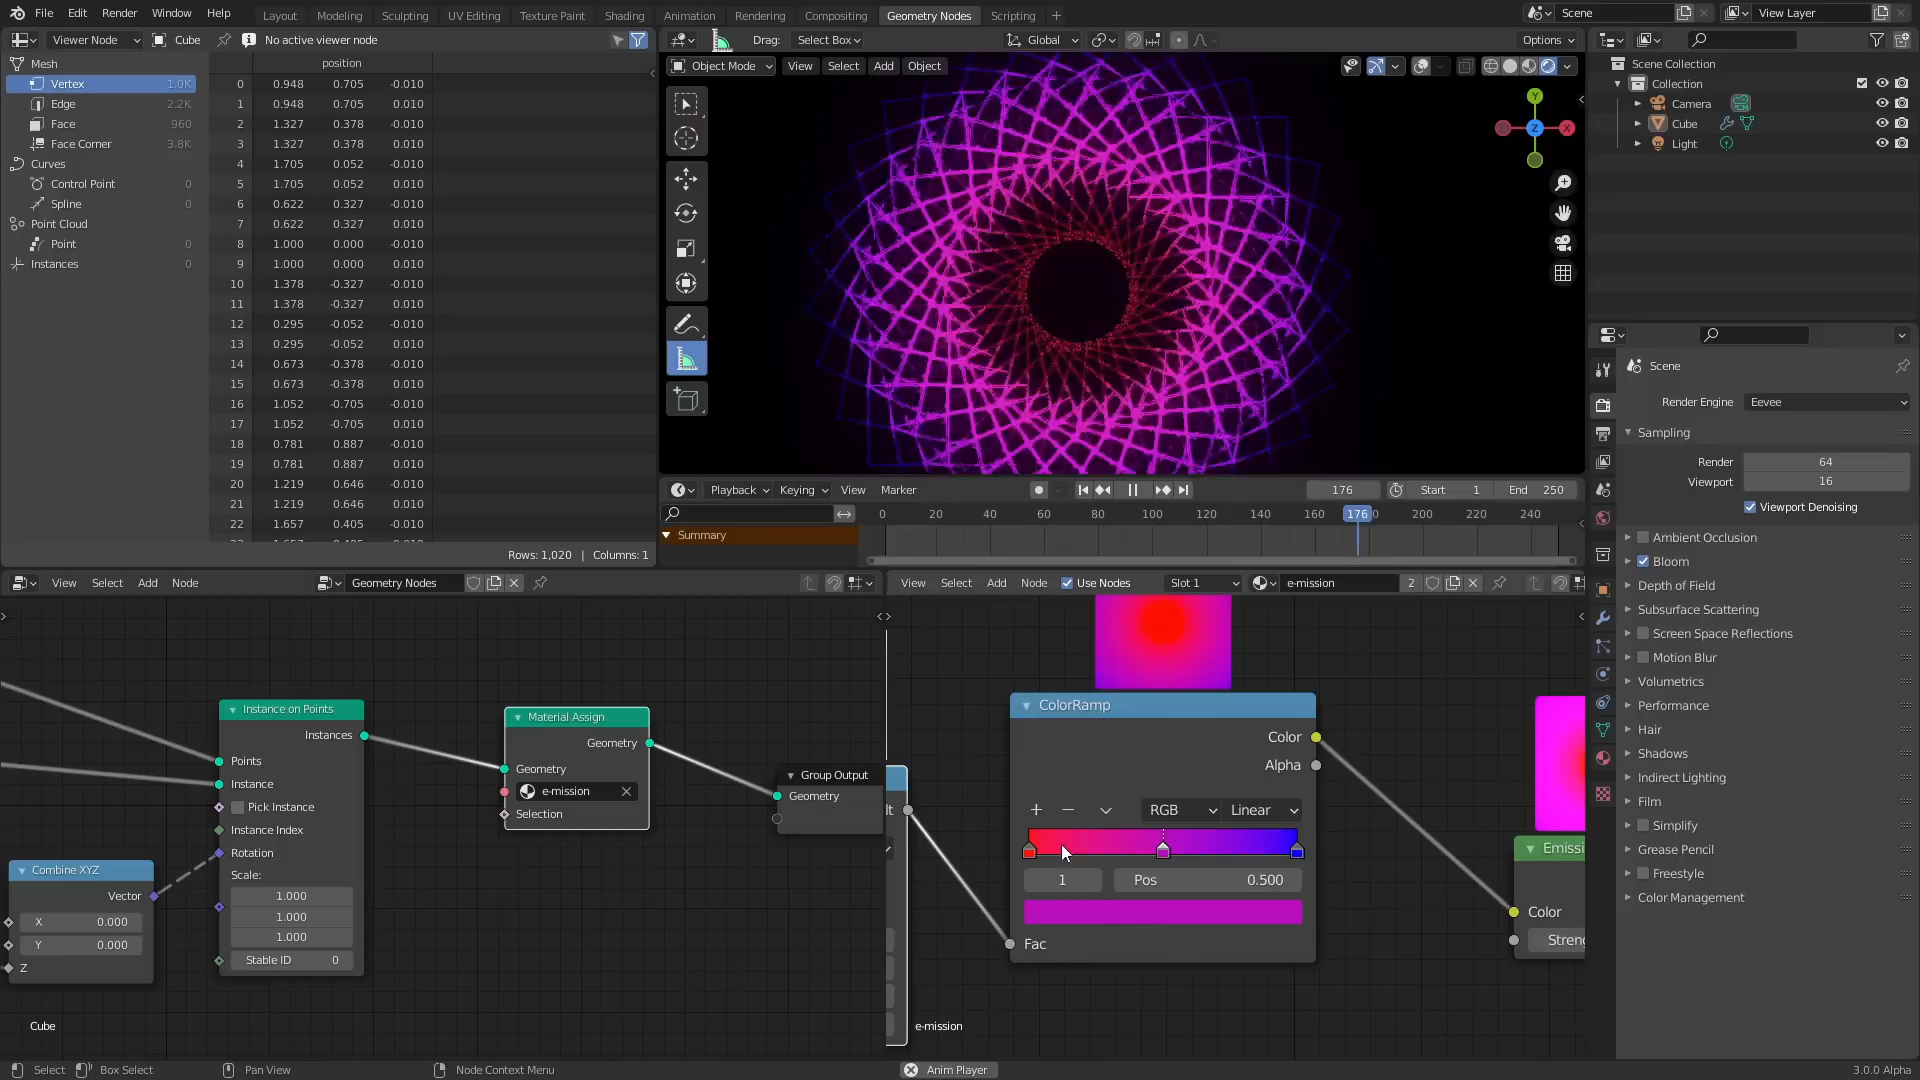 File Edit Render Window Help Layout Modeling Sculpting UV Editing Texture Paint Shading Animation Rendering Compositing Geometry Nodes Scripting + Scene View Layer
Viewer Node Cube No active viewer node
Mesh
Vertex 1.0K
Edge 2.2K
Face 960
Face Corner 3.8K
Curves
Control Point 0
Spline 0
Point Cloud
Point 0
Instances 0
position
0 0.948 0.705 -0.010
1 0.948 0.705 0.010
2 1.327 0.378 -0.010
3 1.327 0.378 0.010
4 1.705 0.052 -0.010
5 1.705 0.052 0.010
6 0.622 0.327 -0.010
7 0.622 0.327 0.010
8 1.000 0.000 -0.010
9 1.000 0.000 0.010
10 1.378 -0.327 -0.010
11 1.378 -0.327 0.010
12 0.295 -0.052 -0.010
13 0.295 -0.052 0.010
14 0.673 -0.378 -0.010
15 0.673 -0.378 0.010
16 1.052 -0.705 -0.010
17 1.052 -0.705 0.010
18 0.781 0.887 -0.010
19 0.781 0.887 0.010
20 1.219 0.646 -0.010
21 1.219 0.646 0.010
22 1.657 0.405 -0.010
Rows: 1,020 | Columns: 1
Drag: Select Box Global Options
Object Mode View Select Add Object
Y
Z X
Playback Keying View Marker 176 Start 1 End 250
0 20 40 60 80 100 120 140 160 176 200 220 240
Summary
Scene Collection
Collection
Camera
Cube
Light
Scene
Render Engine Eevee
Sampling
Render 64
Viewport 16
Viewport Denoising
Ambient Occlusion
Bloom
Depth of Field
Subsurface Scattering
Screen Space Reflections
Motion Blur
Volumetrics
Performance
Hair
Shadows
Indirect Lighting
Film
Simplify
Grease Pencil
Freestyle
Color Management
View Select Add Node Geometry Nodes
Instance on Points
Instances
Points
Instance
Pick Instance
Instance Index
Rotation
Scale:
1.000
1.000
1.000
Stable ID 0
Combine XYZ
Vector
X 0.000
Y 0.000
Z
Material Assign
Geometry
Geometry
e-mission
Selection
Group Output
Geometry
Cube
View Select Add Node Use Nodes Slot 1 e-mission 2
ColorRamp
Color
Alpha
+ − RGB Linear
1 Pos 0.500
Fac
Emissi
Color
Streng
e-mission
Select Box Select Pan View Node Context Menu Anim Player 3.0.0 Alpha